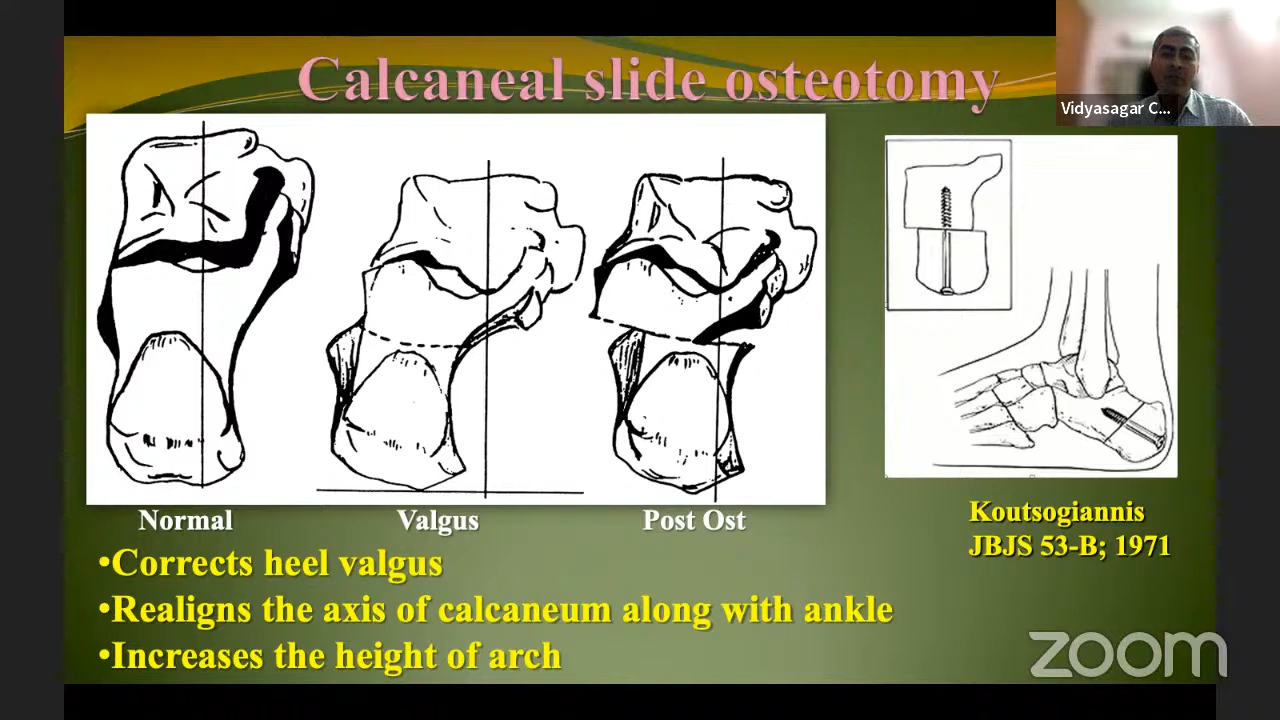 Calcaneal slide osteotomy
Vidyasagar C...
Normal
Valgus
Post Ost
Koutsogiannis
JBJS 53-B; 1971
•Corrects heel valgus
•Realigns the axis of calcaneum along with ankle
•Increases the height of arch
zoom